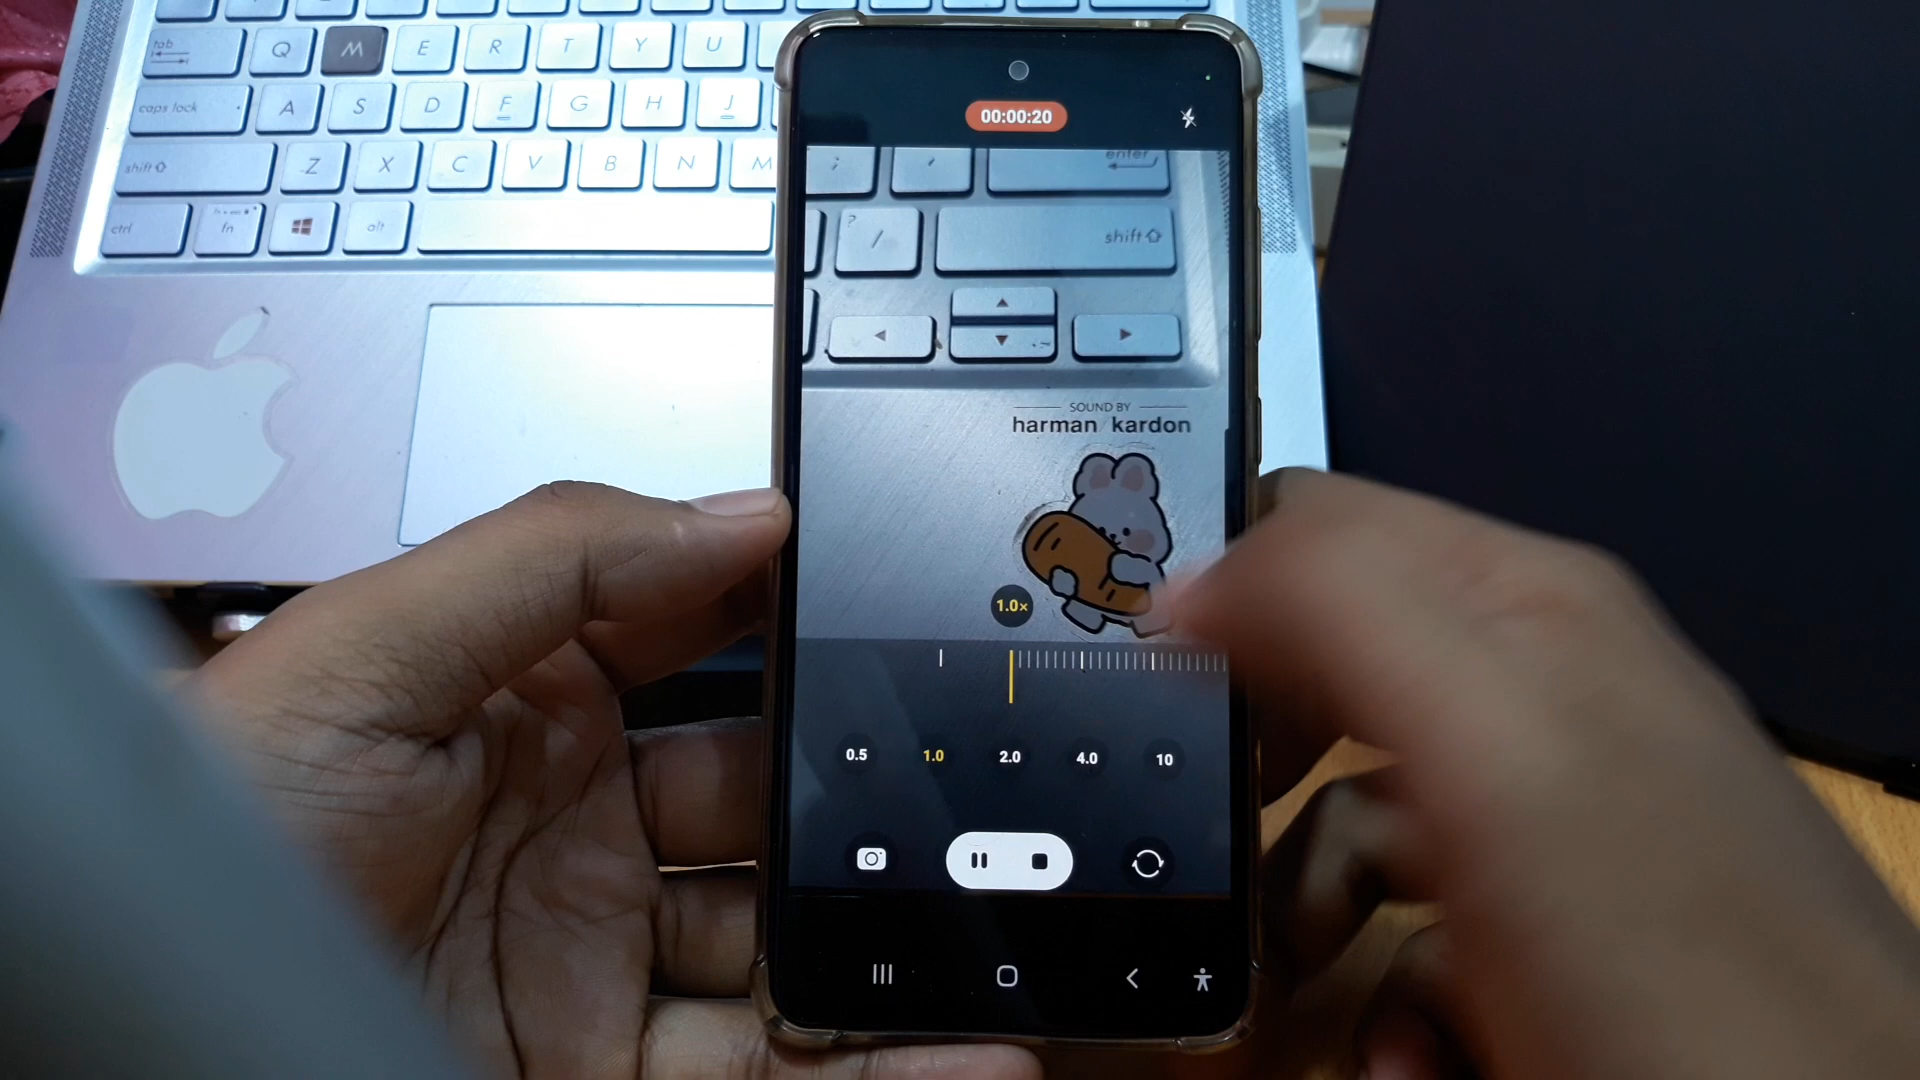 tab Q W E R T Y U
caps lock A S D F G H J
shift Z X C V B N M
ctrl fn alt
00:00:20
; ' enter
? / shift
SOUND BY
harman / kardon
1.0×
0.5 1.0 2.0 4.0 10